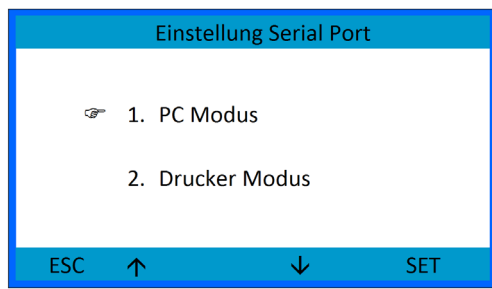 Einstellung Serial Port
☞ 1. PC Modus
2. Drucker Modus
ESC ↑ ↓ SET